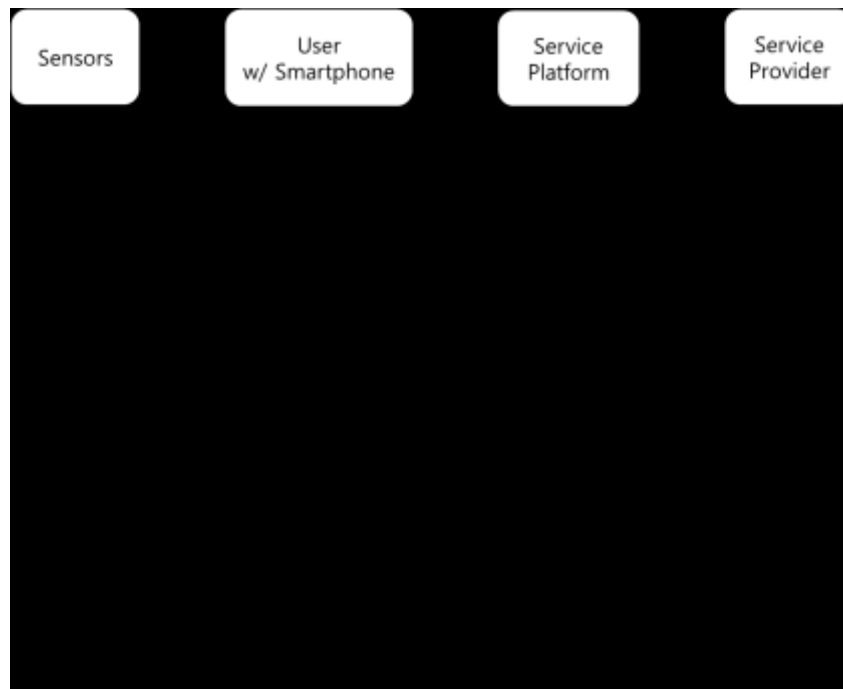 Sensors
User
w/ Smartphone
Service
Platform
Service
Provider